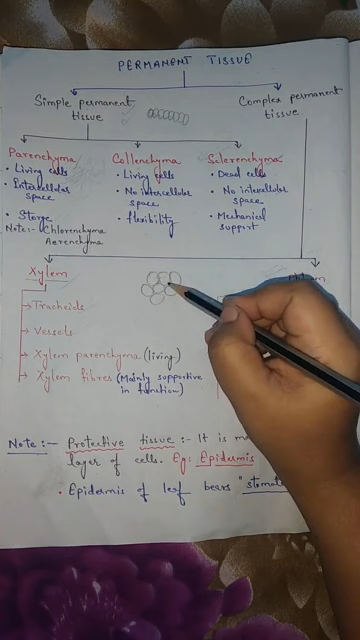 PERMANENT TISSUE
Simple permanent tissue
Complex permanent tissue
Parenchyma
• Living cells
• Intercellular space
• Storge
Note:- Chlorenchyma
Aerenchyma
Collenchyma
• Living cells
• No intercellular space
• flexibility
Sclerenchyma
• Dead cells
• No intercellular space
• Mechanical support
Xylem
→ Tracheids
→ Vessels
→ Xylem parenchyma (living)
→ Xylem fibres (Mainly supportive in function)
Note:- Protective tissue :- It is
layer of cells. Eg: Epidermis
• Epidermis of leaf bears "